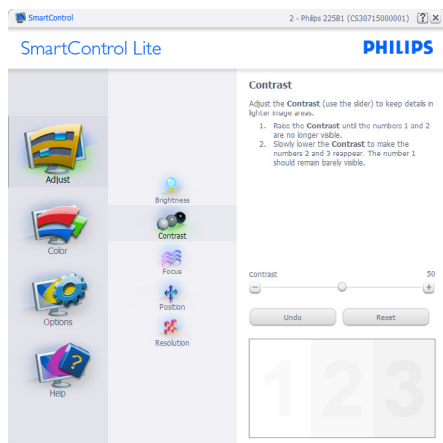 SmartControl
2 - Philips 225B1 (CS30715000001)
SmartControl Lite
PHILIPS
Contrast
Adjust the Contrast (use the slider) to keep details in
lighter image areas.
1. Raise the Contrast until the numbers 1 and 2
are no longer visible.
2. Slowly lower the Contrast to make the
numbers 2 and 3 reappear. The number 1
should remain barely visible.
Adjust
Color
Options
Help
Brightness
Contrast
Focus
Position
Resolution
Contrast 50
Undo Reset
1 2 3